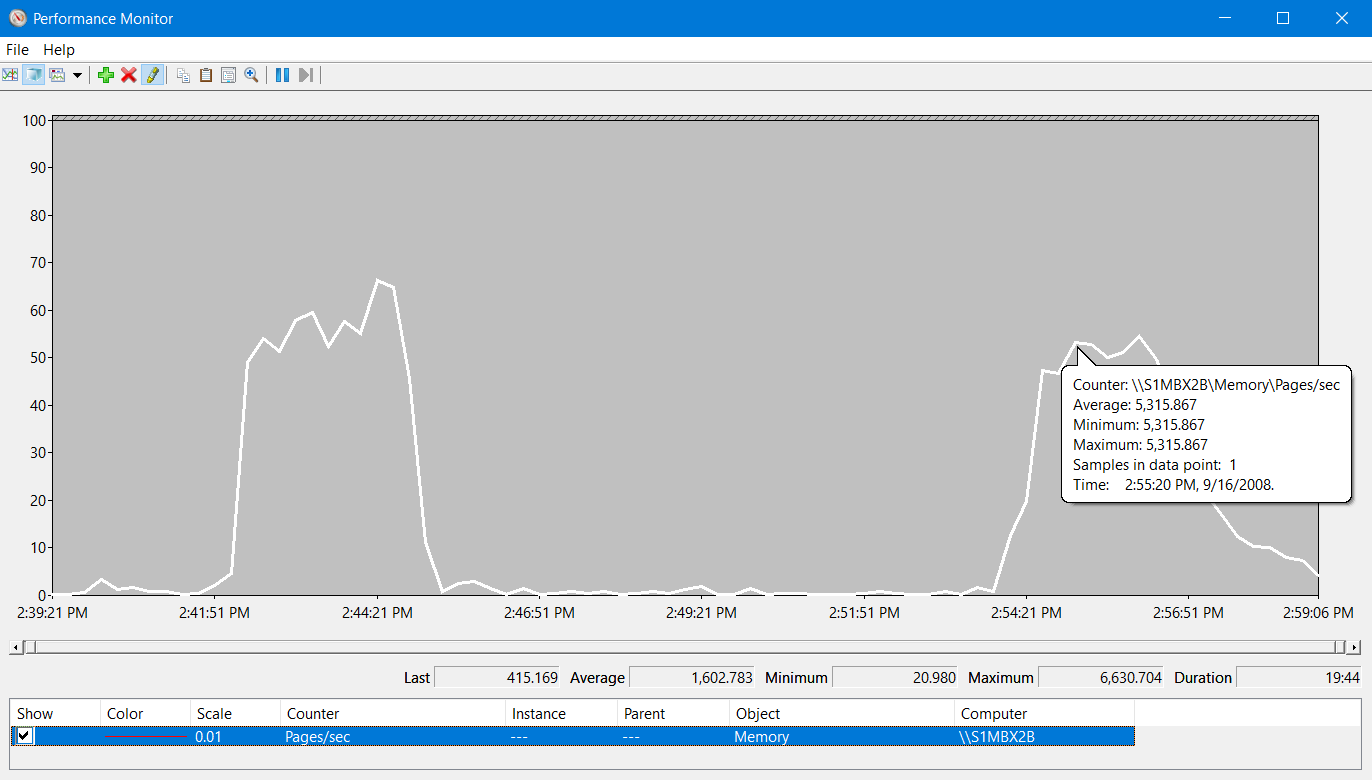 Performance Monitor
File Help
100
90
80
70
60
50
40
30
20
10
0
Counter: \\S1MBX2B\Memory\Pages/sec
Average: 5,315.867
Minimum: 5,315.867
Maximum: 5,315.867
Samples in data point: 1
Time: 2:55:20 PM, 9/16/2008.
2:39:21 PM 2:41:51 PM 2:44:21 PM 2:46:51 PM 2:49:21 PM 2:51:51 PM 2:54:21 PM 2:56:51 PM 2:59:06 PM
Last 415.169 Average 1,602.783 Minimum 20.980 Maximum 6,630.704 Duration 19:44
Show Color Scale Counter Instance Parent Object Computer
0.01 Pages/sec --- --- Memory \\S1MBX2B